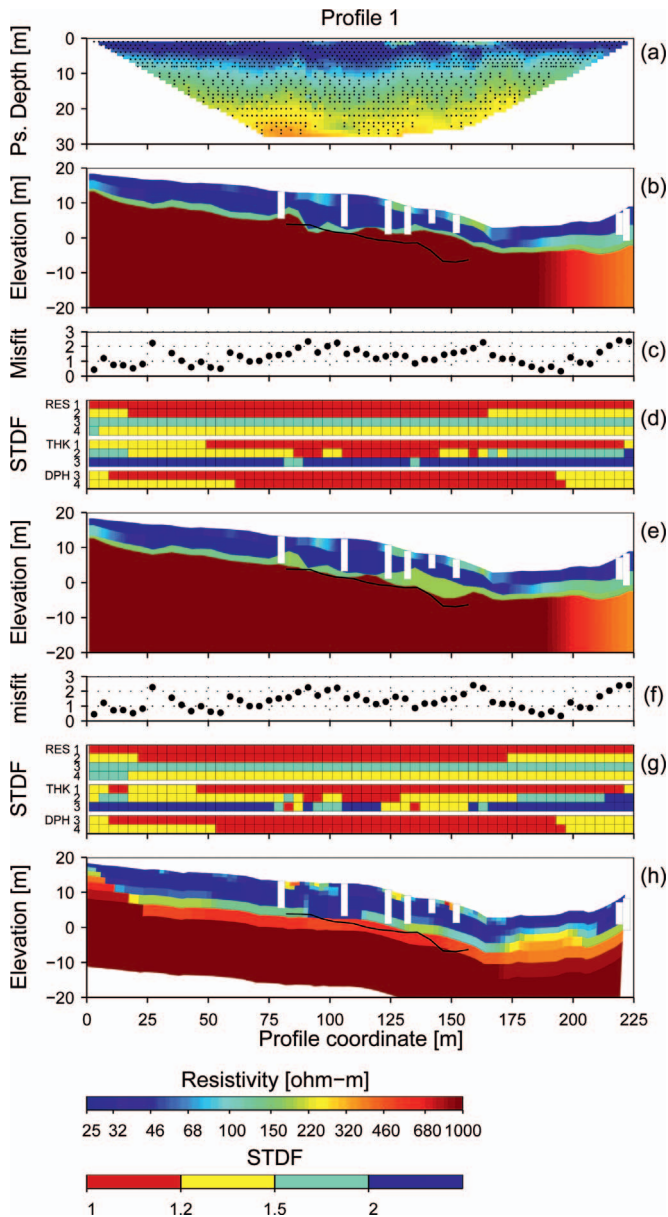 Profile 1
Ps. Depth [m]
0
10
20
30
(a)
Elevation [m]
20
10
0
−10
−20
(b)
Misfit
3
2
1
0
(c)
STDF
RES 1
2
3
4
THK 1
2
3
DPH 3
4
(d)
Elevation [m]
20
10
0
−10
−20
(e)
misfit
3
2
1
0
(f)
STDF
RES 1
2
3
4
THK 1
2
3
DPH 3
4
(g)
Elevation [m]
20
10
0
−10
−20
(h)
0 25 50 75 100 125 150 175 200 225
Profile coordinate [m]
Resistivity [ohm−m]
25 32 46 68 100 150 220 320 460 680 1000
STDF
1 1.2 1.5 2